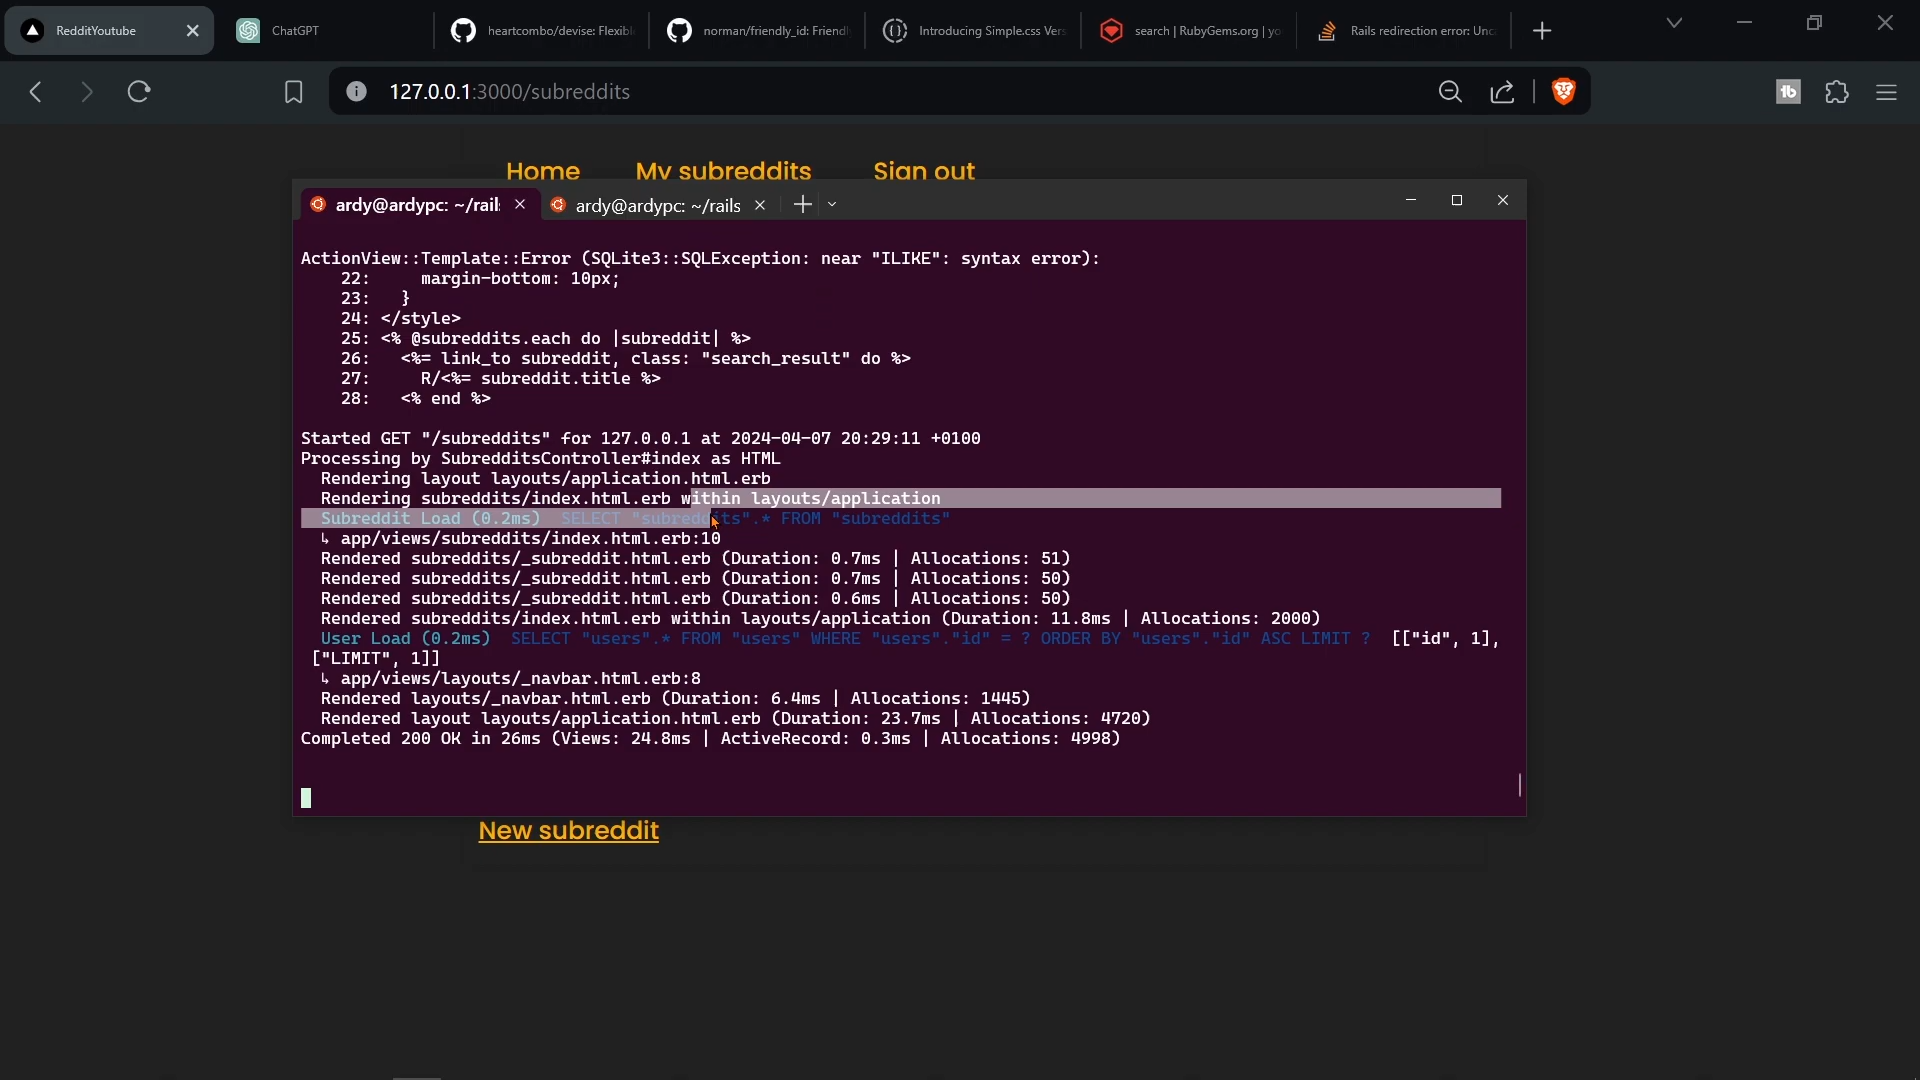 RedditYoutube
ChatGPT
heartcombo/devise: Flexibl
norman/friendly_id: Friendl
Introducing Simple.css Vers
search | RubyGems.org | yo
Rails redirection error: Unca
127.0.0.1:3000/subreddits
Home My subreddits Sign out
ardy@ardypc: ~/rail
ardy@ardypc: ~/rails
ActionView::Template::Error (SQLite3::SQLException: near "ILIKE": syntax error):
22: margin-bottom: 10px;
23: }
24: </style>
25: <% @subreddits.each do |subreddit| %>
26: <%= link_to subreddit, class: "search_result" do %>
27: R/<%= subreddit.title %>
28: <% end %>
Started GET "/subreddits" for 127.0.0.1 at 2024-04-07 20:29:11 +0100
Processing by SubredditsController#index as HTML
Rendering layout layouts/application.html.erb
Rendering subreddits/index.html.erb within layouts/application
Subreddit Load (0.2ms) SELECT "subreddits".* FROM "subreddits"
↳ app/views/subreddits/index.html.erb:10
Rendered subreddits/_subreddit.html.erb (Duration: 0.7ms | Allocations: 51)
Rendered subreddits/_subreddit.html.erb (Duration: 0.7ms | Allocations: 50)
Rendered subreddits/_subreddit.html.erb (Duration: 0.6ms | Allocations: 50)
Rendered subreddits/index.html.erb within layouts/application (Duration: 11.8ms | Allocations: 2000)
User Load (0.2ms) SELECT "users".* FROM "users" WHERE "users"."id" = ? ORDER BY "users"."id" ASC LIMIT ? [["id", 1],
["LIMIT", 1]]
↳ app/views/layouts/_navbar.html.erb:8
Rendered layouts/_navbar.html.erb (Duration: 6.4ms | Allocations: 1445)
Rendered layout layouts/application.html.erb (Duration: 23.7ms | Allocations: 4720)
Completed 200 OK in 26ms (Views: 24.8ms | ActiveRecord: 0.3ms | Allocations: 4998)
New subreddit